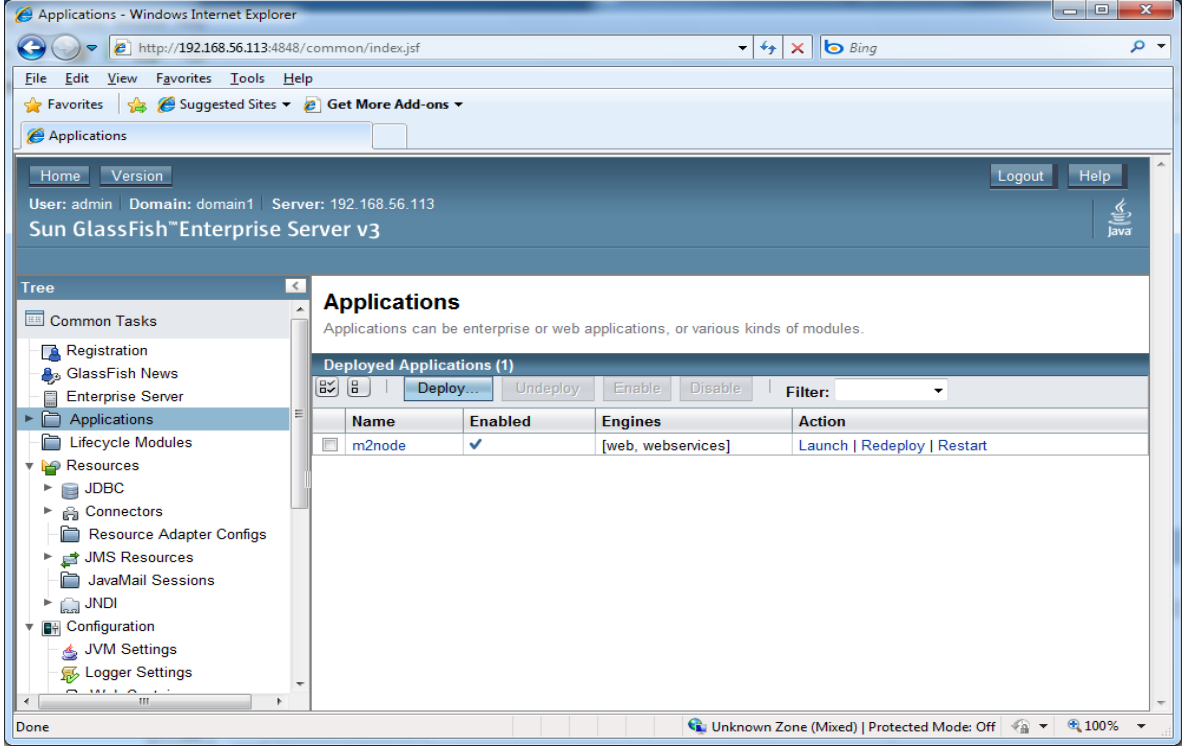 Applications - Windows Internet Explorer
http://192.168.56.113:4848/common/index.jsf
Bing
File Edit View Favorites Tools Help
Favorites Suggested Sites Get More Add-ons
Applications
Home Version Logout Help
User: admin Domain: domain1 Server: 192.168.56.113
Sun GlassFish™Enterprise Server v3
Java
Tree
Common Tasks
Registration
GlassFish News
Enterprise Server
Applications
Lifecycle Modules
Resources
JDBC
Connectors
Resource Adapter Configs
JMS Resources
JavaMail Sessions
JNDI
Configuration
JVM Settings
Logger Settings
Applications
Applications can be enterprise or web applications, or various kinds of modules.
Deployed Applications (1)
Deploy... Undeploy Enable Disable Filter:
Name Enabled Engines Action
m2node [web, webservices] Launch | Redeploy | Restart
Done Unknown Zone (Mixed) | Protected Mode: Off 100%